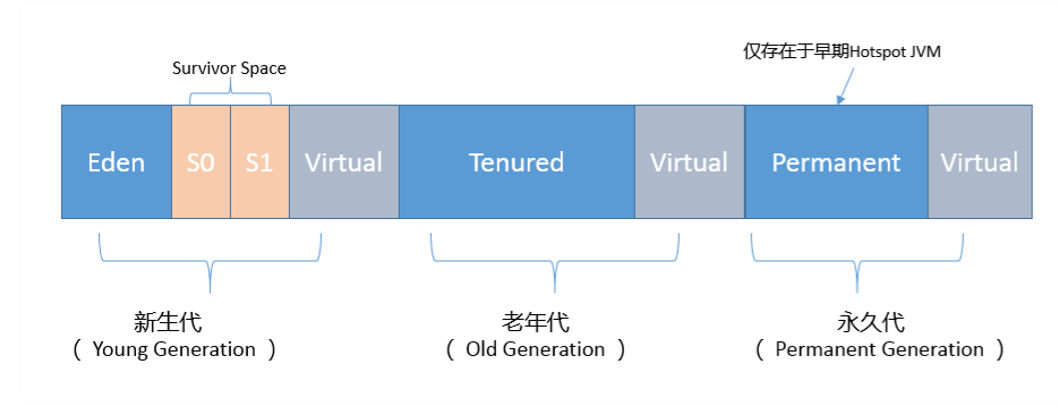 仅存在于早期Hotspot JVM
Survivor Space
Eden
S0
S1
Virtual
Tenured
Virtual
Permanent
Virtual
新生代
( Young Generation )
老年代
( Old Generation )
永久代
( Permanent Generation )